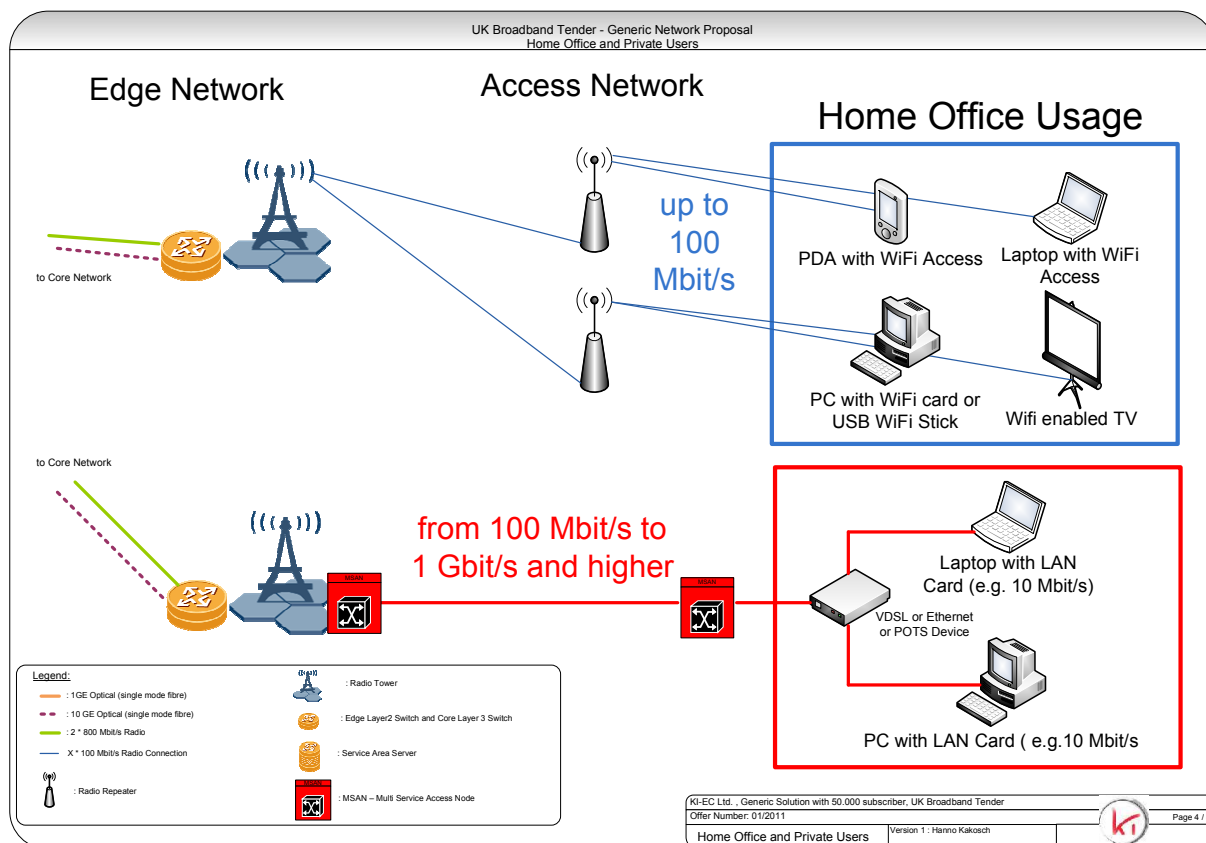 UK Broadband Tender - Generic Network Proposal
Home Office and Private Users
Edge Network
Access Network
Home Office Usage
up to
100
Mbit/s
PDA with WiFi Access
Laptop with WiFi
Access
to Core Network
PC with WiFi card or
USB WiFi Stick
Wifi enabled TV
to Core Network
from 100 Mbit/s to
1 Gbit/s and higher
MSAN
MSAN
Laptop with LAN
Card (e.g. 10 Mbit/s)
VDSL or Ethernet
or POTS Device
PC with LAN Card ( e.g.10 Mbit/s
Legend:
: 1GE Optical (single mode fibre)
: 10 GE Optical (single mode fibre)
: 2 * 800 Mbit/s Radio
X * 100 Mbit/s Radio Connection
: Radio Repeater
: Radio Tower
: Edge Layer2 Switch and Core Layer 3 Switch
: Service Area Server
MSAN
: MSAN – Multi Service Access Node
KI-EC Ltd. , Generic Solution with 50.000 subscriber, UK Broadband Tender
Offer Number: 01/2011
Page 4 /
Home Office and Private Users
Version 1 : Hanno Kakosch
Ki